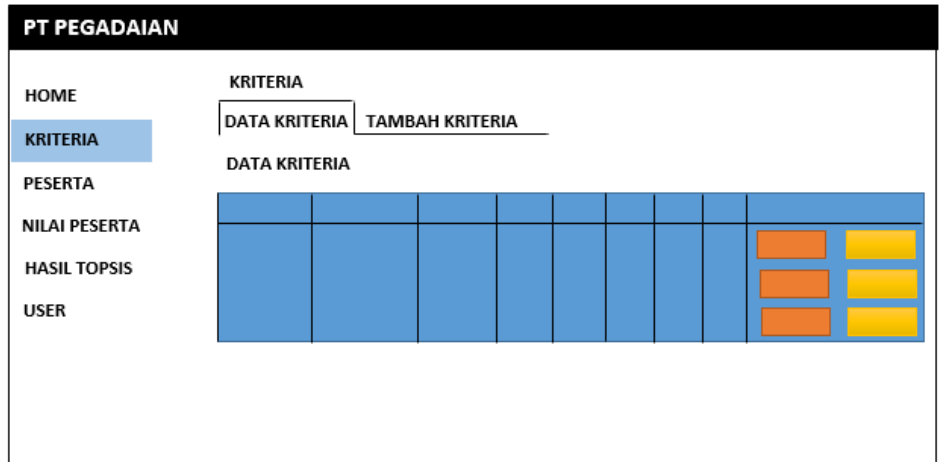 PT PEGADAIAN
HOME
KRITERIA
PESERTA
NILAI PESERTA
HASIL TOPSIS
USER
KRITERIA
DATA KRITERIA
TAMBAH KRITERIA
DATA KRITERIA